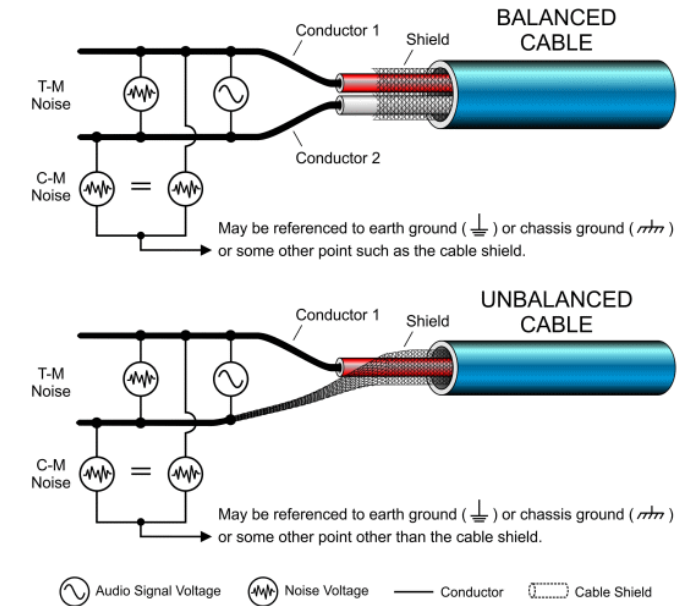 BALANCED
CABLE
Conductor 1
Shield
T-M
Noise
Conductor 2
C-M
Noise
=
May be referenced to earth ground ( ) or chassis ground ( )
or some other point such as the cable shield.
UNBALANCED
CABLE
Conductor 1
Shield
T-M
Noise
C-M
Noise
=
May be referenced to earth ground ( ) or chassis ground ( )
or some other point other than the cable shield.
Audio Signal Voltage Noise Voltage Conductor Cable Shield